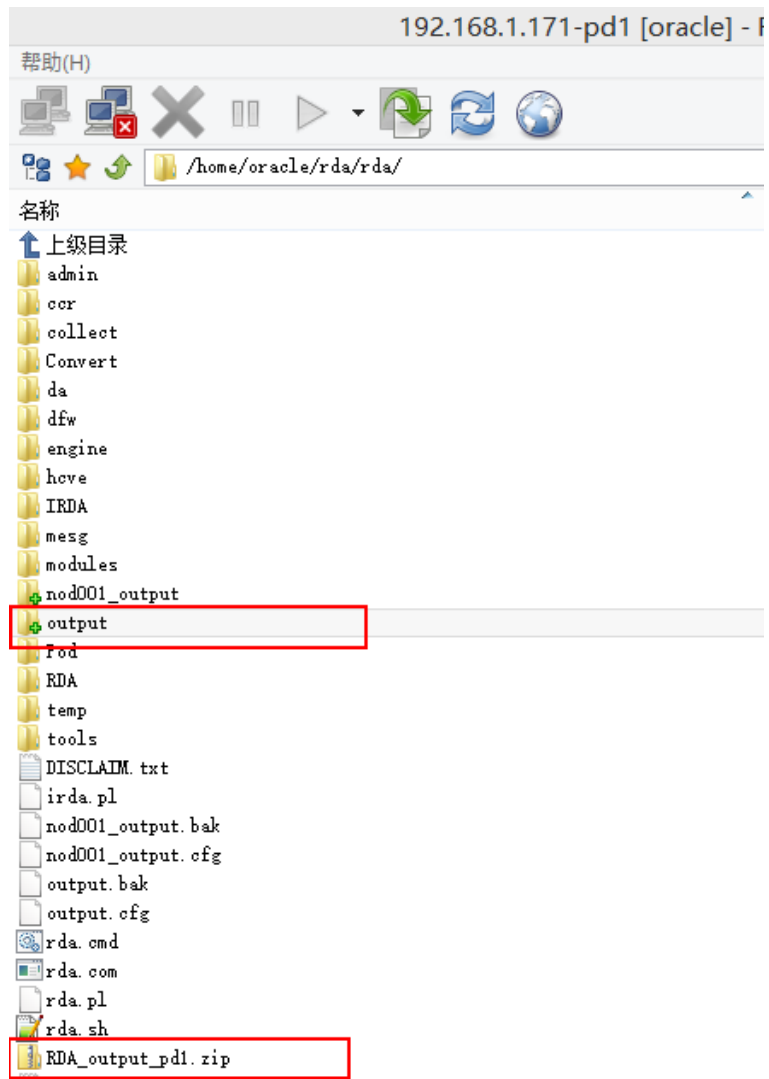 192.168.1.171-pd1 [oracle] - F
帮助(H)
/home/oracle/rda/rda/
名称
上级目录
admin
ccr
collect
Convert
da
dfw
engine
hcve
IRDA
mesg
modules
nod001_output
output
Pod
RDA
temp
tools
DISCLAIM.txt
irda.pl
nod001_output.bak
nod001_output.cfg
output.bak
output.cfg
rda.cmd
rda.com
rda.pl
rda.sh
RDA_output_pd1.zip